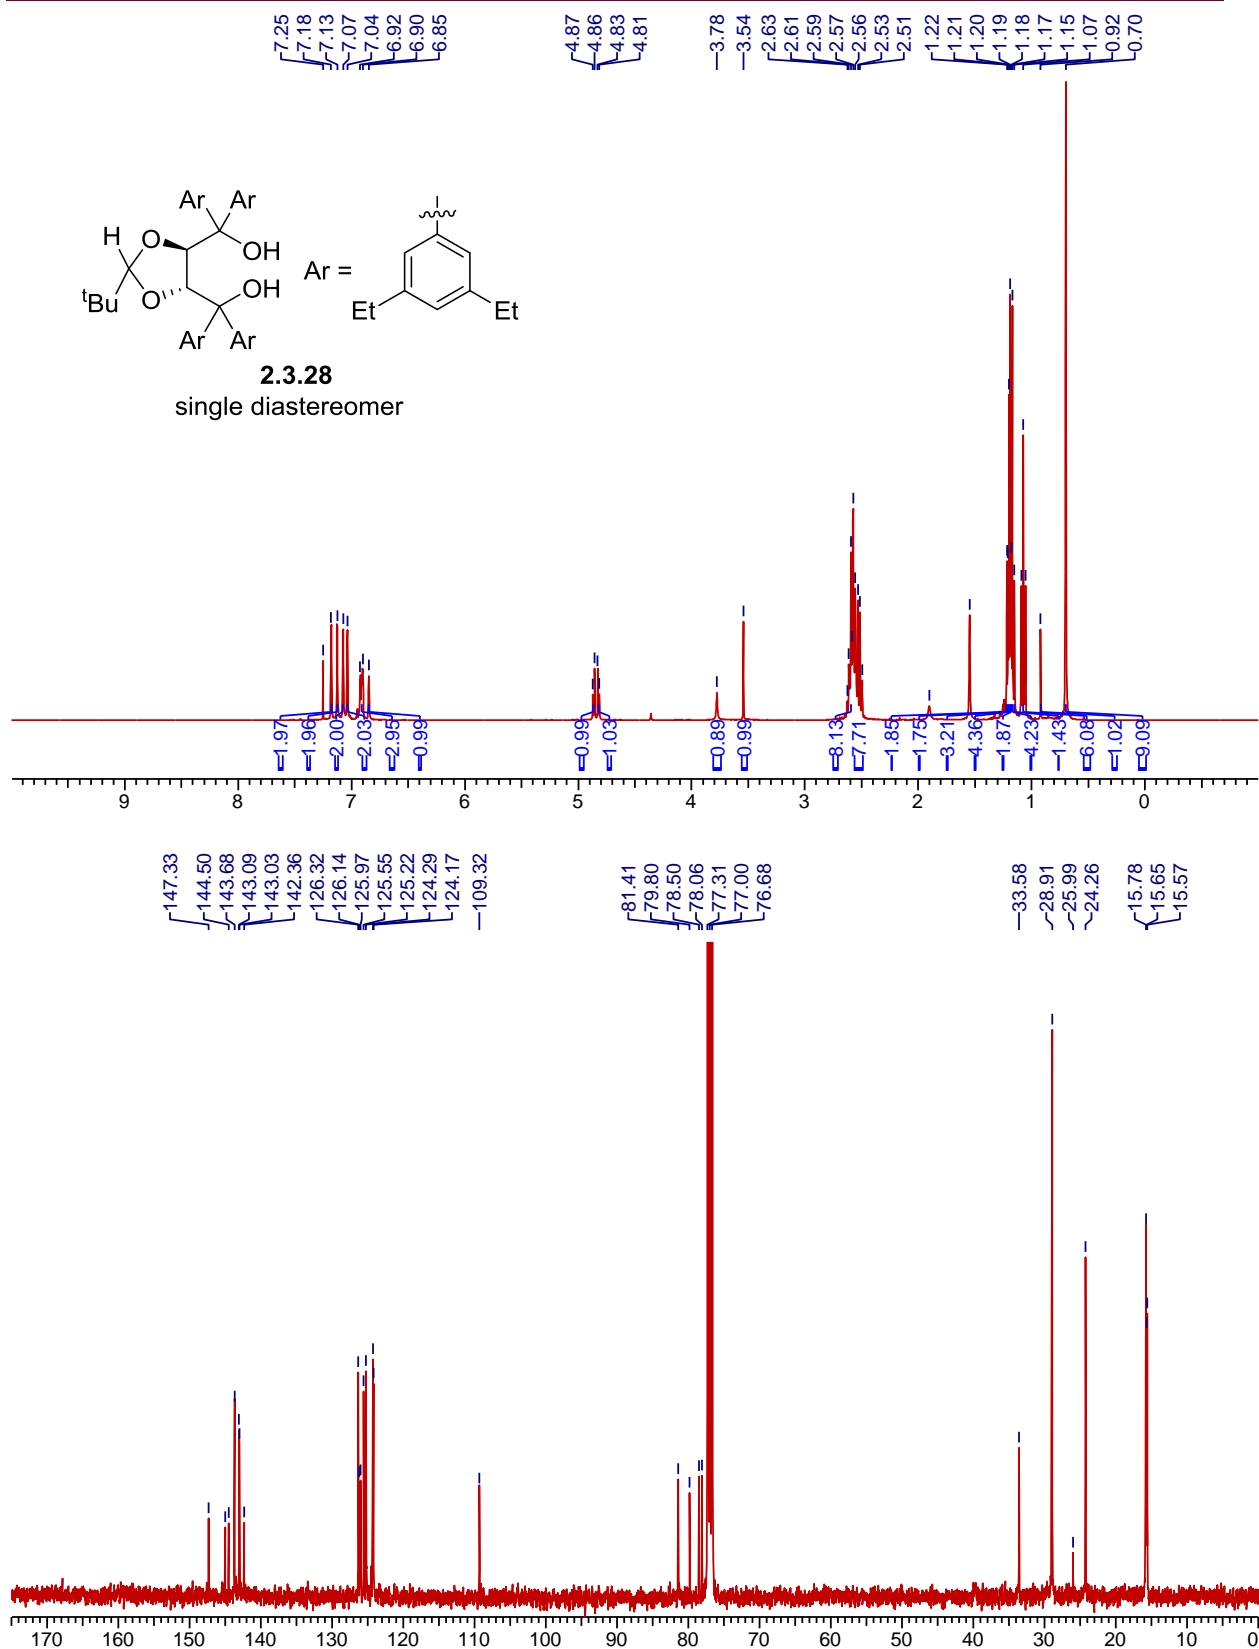 7.25 7.18 7.13 7.07 7.04 6.92 6.90 6.85 4.87 4.86 4.83 4.81 3.78 3.54 2.63 2.61 2.59 2.57 2.56 2.53 2.51 1.22 1.21 1.20 1.19 1.18 1.17 1.15 1.07 0.92 0.70
Ar Ar
H O OH
Ar =
tBu O OH
Et Et
Ar Ar
2.3.28
single diastereomer
1.97 1.96 2.00 2.03 2.95 0.99 0.99 1.03 0.89 0.99 8.13 7.71 1.85 1.75 3.21 4.36 1.87 4.23 1.43 6.08 1.02 9.09
9 8 7 6 5 4 3 2 1 0
147.33 144.50 143.68 143.09 143.03 142.36 126.32 126.14 125.97 125.55 125.22 124.29 124.17 109.32 81.41 79.80 78.50 78.06 77.31 77.00 76.68 33.58 28.91 25.99 24.26 15.78 15.65 15.57
170 160 150 140 130 120 110 100 90 80 70 60 50 40 30 20 10 0